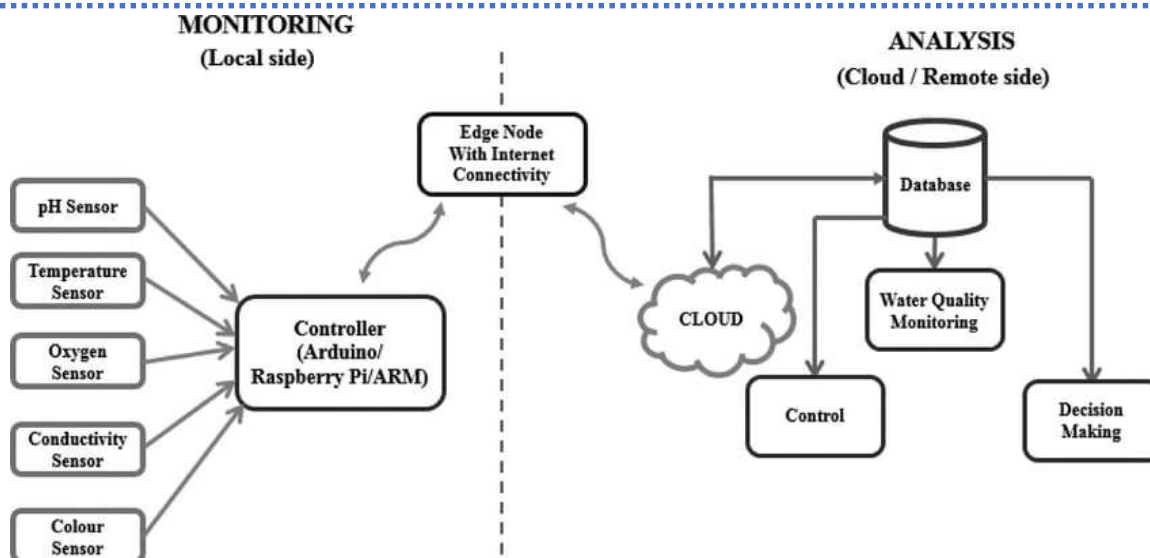 MONITORING
(Local side)
ANALYSIS
(Cloud / Remote side)
Edge Node
With Internet
Connectivity
pH Sensor
Temperature
Sensor
Oxygen
Sensor
Conductivity
Sensor
Colour
Sensor
Controller
(Arduino/
Raspberry Pi/ARM)
CLOUD
Database
Water Quality
Monitoring
Control
Decision
Making